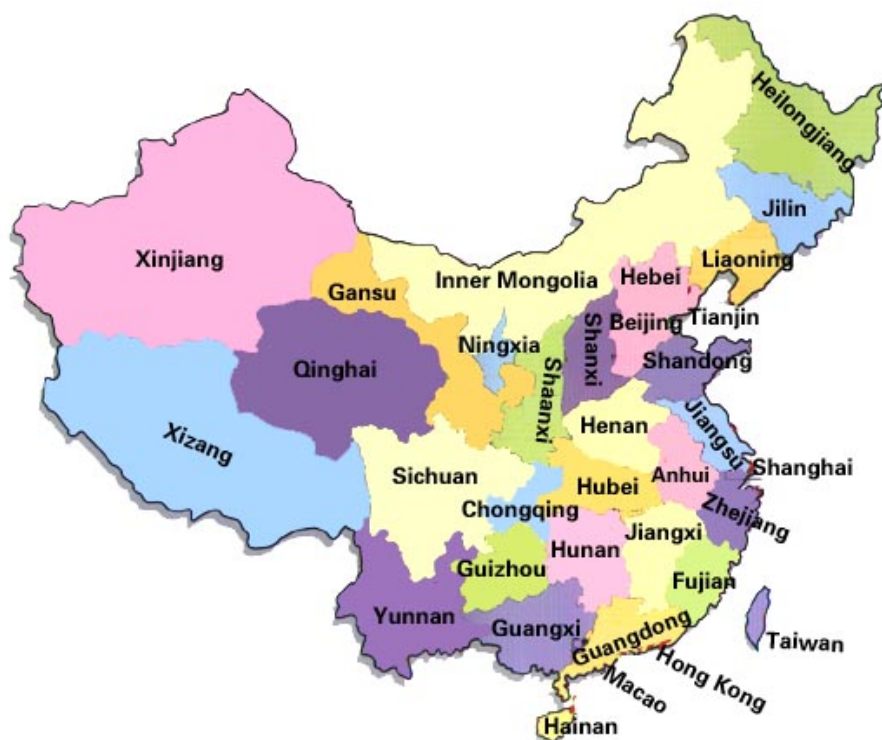 Heilongjiang
Jilin
Liaoning
Xinjiang
Inner Mongolia
Hebei
Gansu
Beijing
Tianjin
Ningxia
Shanxi
Shandong
Qinghai
Shaanxi
Henan
Jiangsu
Xizang
Sichuan
Anhui
Shanghai
Hubei
Chongqing
Zhejiang
Jiangxi
Hunan
Guizhou
Fujian
Yunnan
Guangxi
Guangdong
Taiwan
Hong Kong
Macao
Hainan